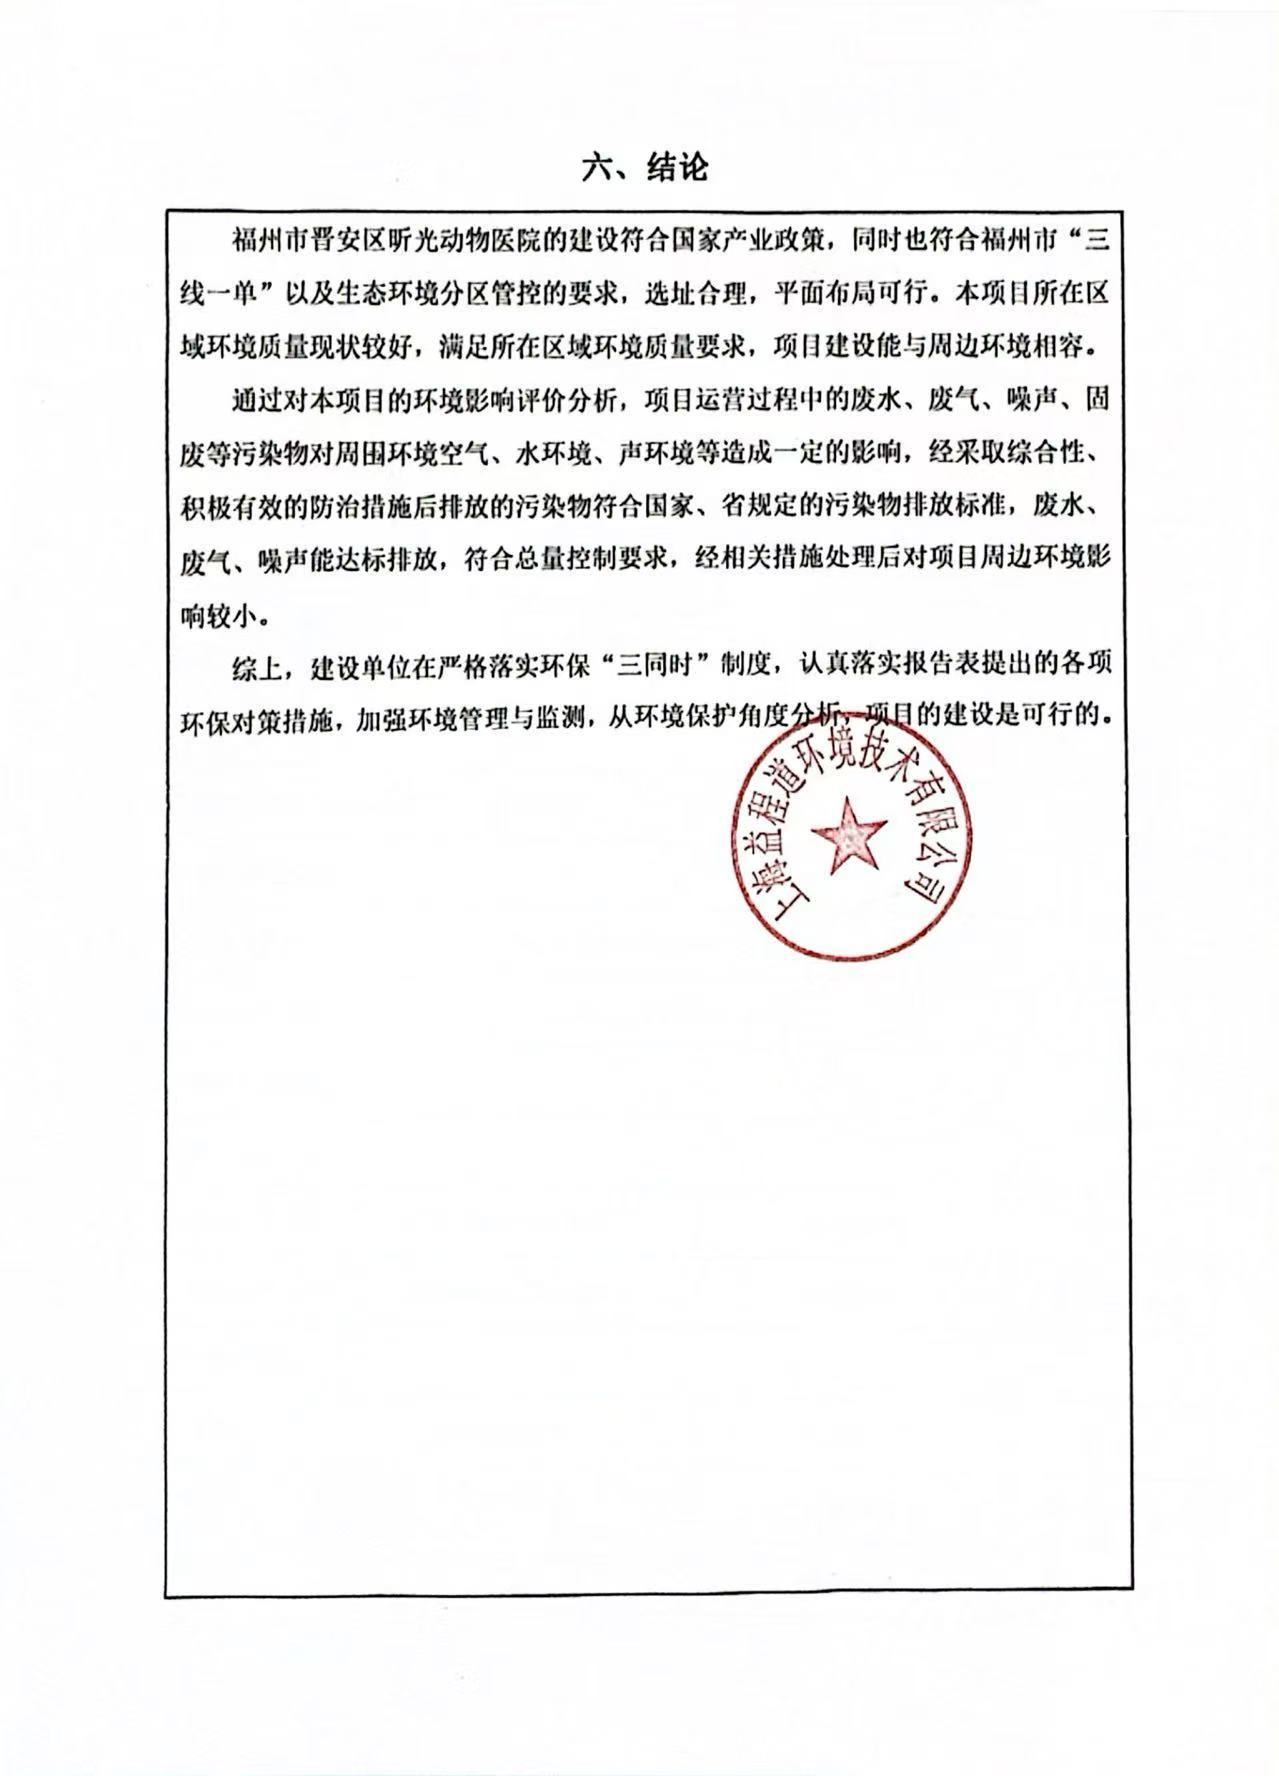 六、结论
福州市晋安区昕光动物医院的建设符合国家产业政策，同时也符合福州市“三
线一单”以及生态环境分区管控的要求，选址合理，平面布局可行。本项目所在区
域环境质量现状较好，满足所在区域环境质量要求，项目建设能与周边环境相容。
通过对本项目的环境影响评价分析，项目运营过程中的废水、废气、噪声、固
废等污染物对周围环境空气、水环境、声环境等造成一定的影响，经采取综合性、
积极有效的防治措施后排放的污染物符合国家、省规定的污染物排放标准，废水、
废气、噪声能达标排放，符合总量控制要求，经相关措施处理后对项目周边环境影
响较小。
综上，建设单位在严格落实环保“三同时”制度，认真落实报告表提出的各项
环保对策措施，加强环境管理与监测，从环境保护角度分析，项目的建设是可行的。
上海益程道环境技术有限公司